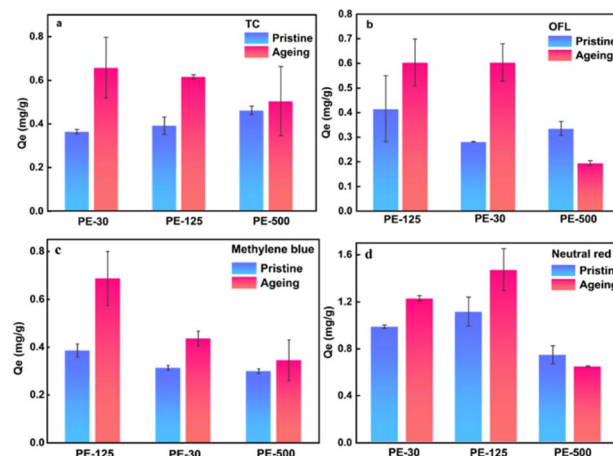 a
TC
Pristine
Ageing
Qe (mg/g)
0.8
0.6
0.4
0.2
0.0
PE-30 PE-125 PE-500
b
OFL
Pristine
Ageing
Qe (mg/g)
0.8
0.7
0.6
0.5
0.4
0.3
0.2
0.1
0.0
PE-125 PE-30 PE-500
c
Methylene blue
Pristine
Ageing
Qe (mg/g)
0.8
0.6
0.4
0.2
0.0
PE-125 PE-30 PE-500
d
Neutral red
Pristine
Ageing
Qe (mg/g)
1.6
1.2
0.8
0.4
0.0
PE-30 PE-125 PE-500